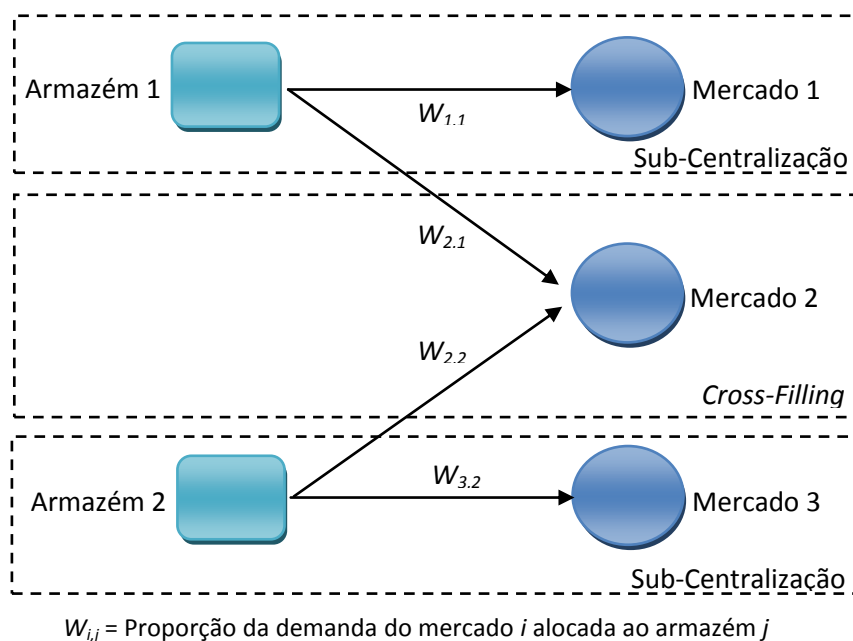 Armazém 1
W1.1
Mercado 1
Sub-Centralização
W2.1
Mercado 2
W2.2
Cross-Filling
Armazém 2
W3.2
Mercado 3
Sub-Centralização
Wi,j = Proporção da demanda do mercado i alocada ao armazém j